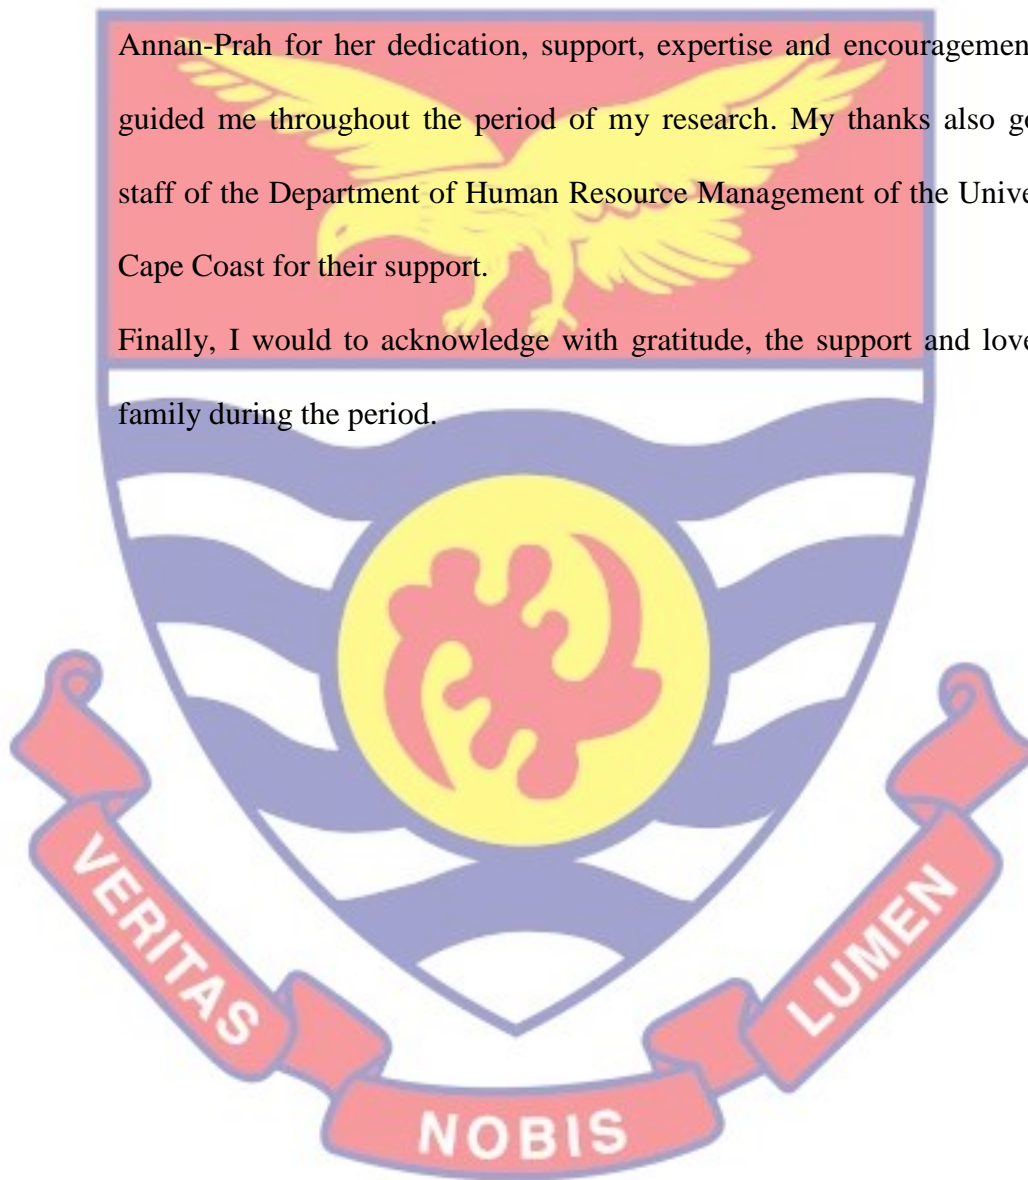 Annan-Prah for her dedication, support, expertise and encouragemen
guided me throughout the period of my research. My thanks also go
staff of the Department of Human Resource Management of the Unive
Cape Coast for their support.
Finally, I would to acknowledge with gratitude, the support and love
family during the period.
VERITAS
NOBIS
LUMEN